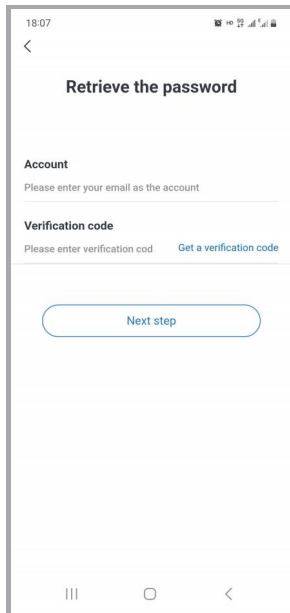 18:07
Retrieve the password
Account
Please enter your email as the account
Verification code
Please enter verification cod Get a verification code
Next step